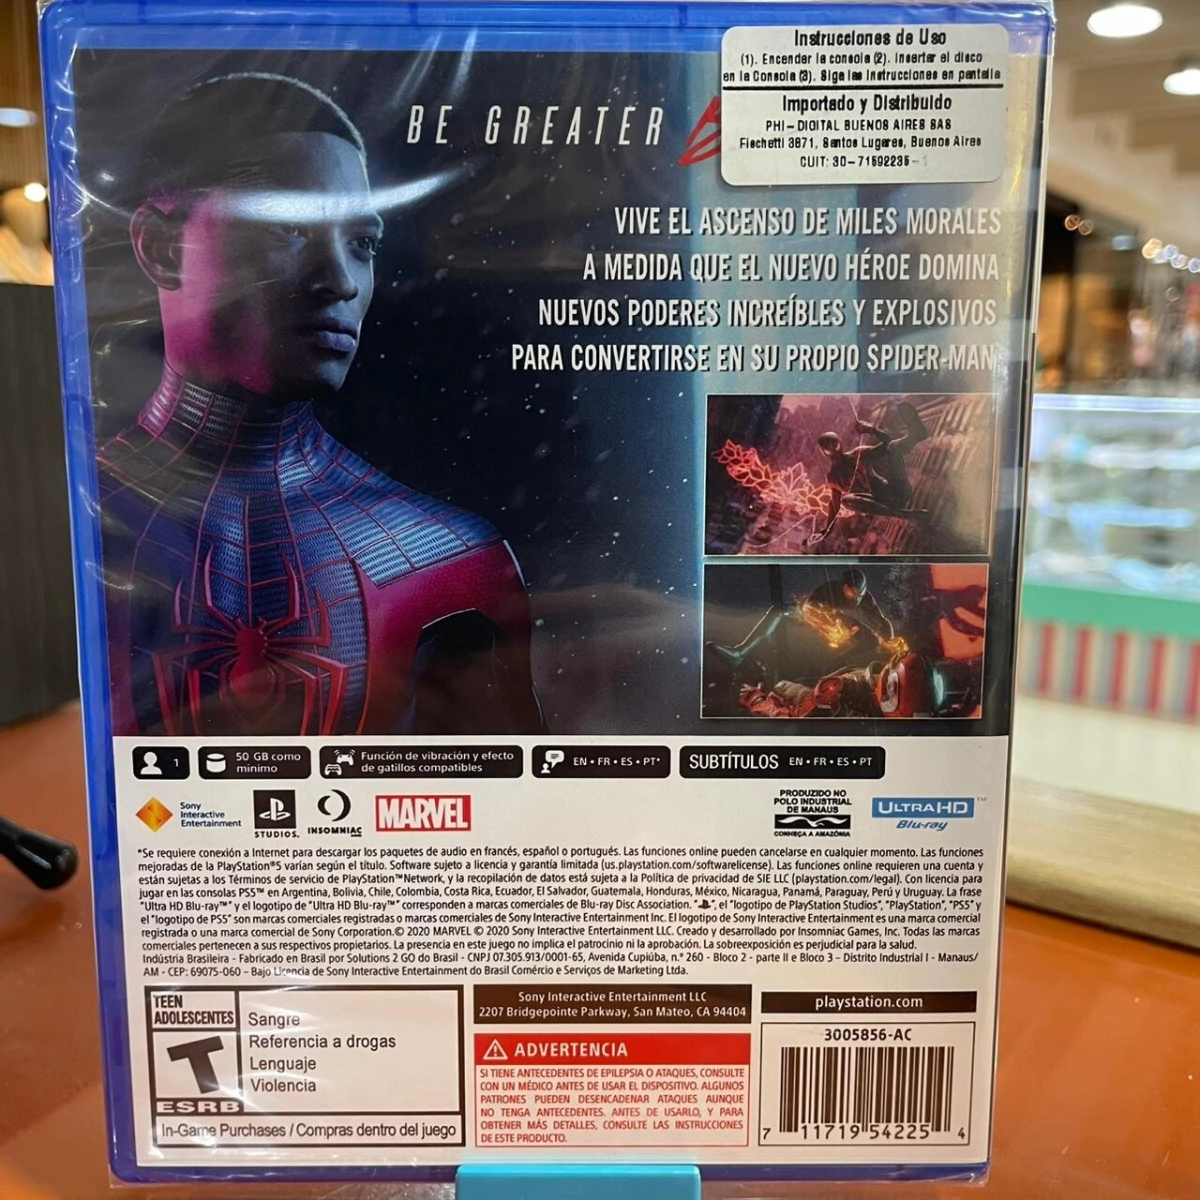 Instrucciones de Uso
(1). Encender la consola (2). Insertar el disco
en la Consola (3). Siga las instrucciones en pantalla
Importado y Distribuido
PHI-DIGITAL BUENOS AIRES SAS
Fischetti 3871, Santos Lugares, Buenos Aires
CUIT: 30-71592235-1
BE GREATER
VIVE EL ASCENSO DE MILES MORALES
A MEDIDA QUE EL NUEVO HÉROE DOMINA
NUEVOS PODERES INCREÍBLES Y EXPLOSIVOS
PARA CONVERTIRSE EN SU PROPIO SPIDER-MAN
1
50 GB como
mínimo
Función de vibración y efecto
de gatillos compatibles
EN • FR • ES • PT*
SUBTÍTULOS EN • FR • ES • PT
Sony
Interactive
Entertainment
STUDIOS.
INSOMNIAC
MARVEL
PRODUZIDO NO
POLO INDUSTRIAL
DE MANAUS
CONHEÇA A AMAZÔNIA
ULTRA HD™
Blu-ray
*Se requiere conexión a Internet para descargar los paquetes de audio en francés, español o portugués. Las funciones online pueden cancelarse en cualquier momento. Las funciones
mejoradas de la PlayStation®5 varían según el título. Software sujeto a licencia y garantía limitada (us.playstation.com/softwarelicense). Las funciones online requieren una cuenta y
están sujetas a los Términos de servicio de PlayStation™Network, y la recopilación de datos está sujeta a la Política de privacidad de SIE LLC (playstation.com/legal). Con licencia para
jugar en las consolas PS5™ en Argentina, Bolivia, Chile, Colombia, Costa Rica, Ecuador, El Salvador, Guatemala, Honduras, México, Nicaragua, Panamá, Paraguay, Perú y Uruguay. La frase
"Ultra HD Blu-ray™" y el logotipo de "Ultra HD Blu-ray™" corresponden a marcas comerciales de Blu-ray Disc Association. " ", el "logotipo de PlayStation Studios", "PlayStation", "PS5" y
el "logotipo de PS5" son marcas comerciales registradas o marcas comerciales de Sony Interactive Entertainment Inc. El logotipo de Sony Interactive Entertainment es una marca comercial
registrada o una marca comercial de Sony Corporation.© 2020 MARVEL © 2020 Sony Interactive Entertainment LLC. Creado y desarrollado por Insomniac Games, Inc. Todas las marcas
comerciales pertenecen a sus respectivos propietarios. La presencia en este juego no implica el patrocinio ni la aprobación. La sobreexposición es perjudicial para la salud.
Indústria Brasileira - Fabricado en Brasil por Solutions 2 GO do Brasil - CNPJ 07.305.913/0001-65, Avenida Cupiúba, n.° 260 - Bloco 2 - parte II e Bloco 3 – Distrito Industrial I - Manaus/
AM - CEP: 69075-060 – Bajo Licencia de Sony Interactive Entertainment do Brasil Comércio e Serviços de Marketing Ltda.
TEEN
ADOLESCENTES
T
ESRB
Sangre
Referencia a drogas
Lenguaje
Violencia
In-Game Purchases / Compras dentro del juego
Sony Interactive Entertainment LLC
2207 Bridgepointe Parkway, San Mateo, CA 94404
ADVERTENCIA
SI TIENE ANTECEDENTES DE EPILEPSIA O ATAQUES, CONSULTE
CON UN MÉDICO ANTES DE USAR EL DISPOSITIVO. ALGUNOS
PATRONES PUEDEN DESENCADENAR ATAQUES AUNQUE
NO TENGA ANTECEDENTES. ANTES DE USARLO, Y PARA
OBTENER MÁS DETALLES, CONSULTE LAS INSTRUCCIONES
DE ESTE PRODUCTO.
playstation.com
3005856-AC
7 11719 54225 4